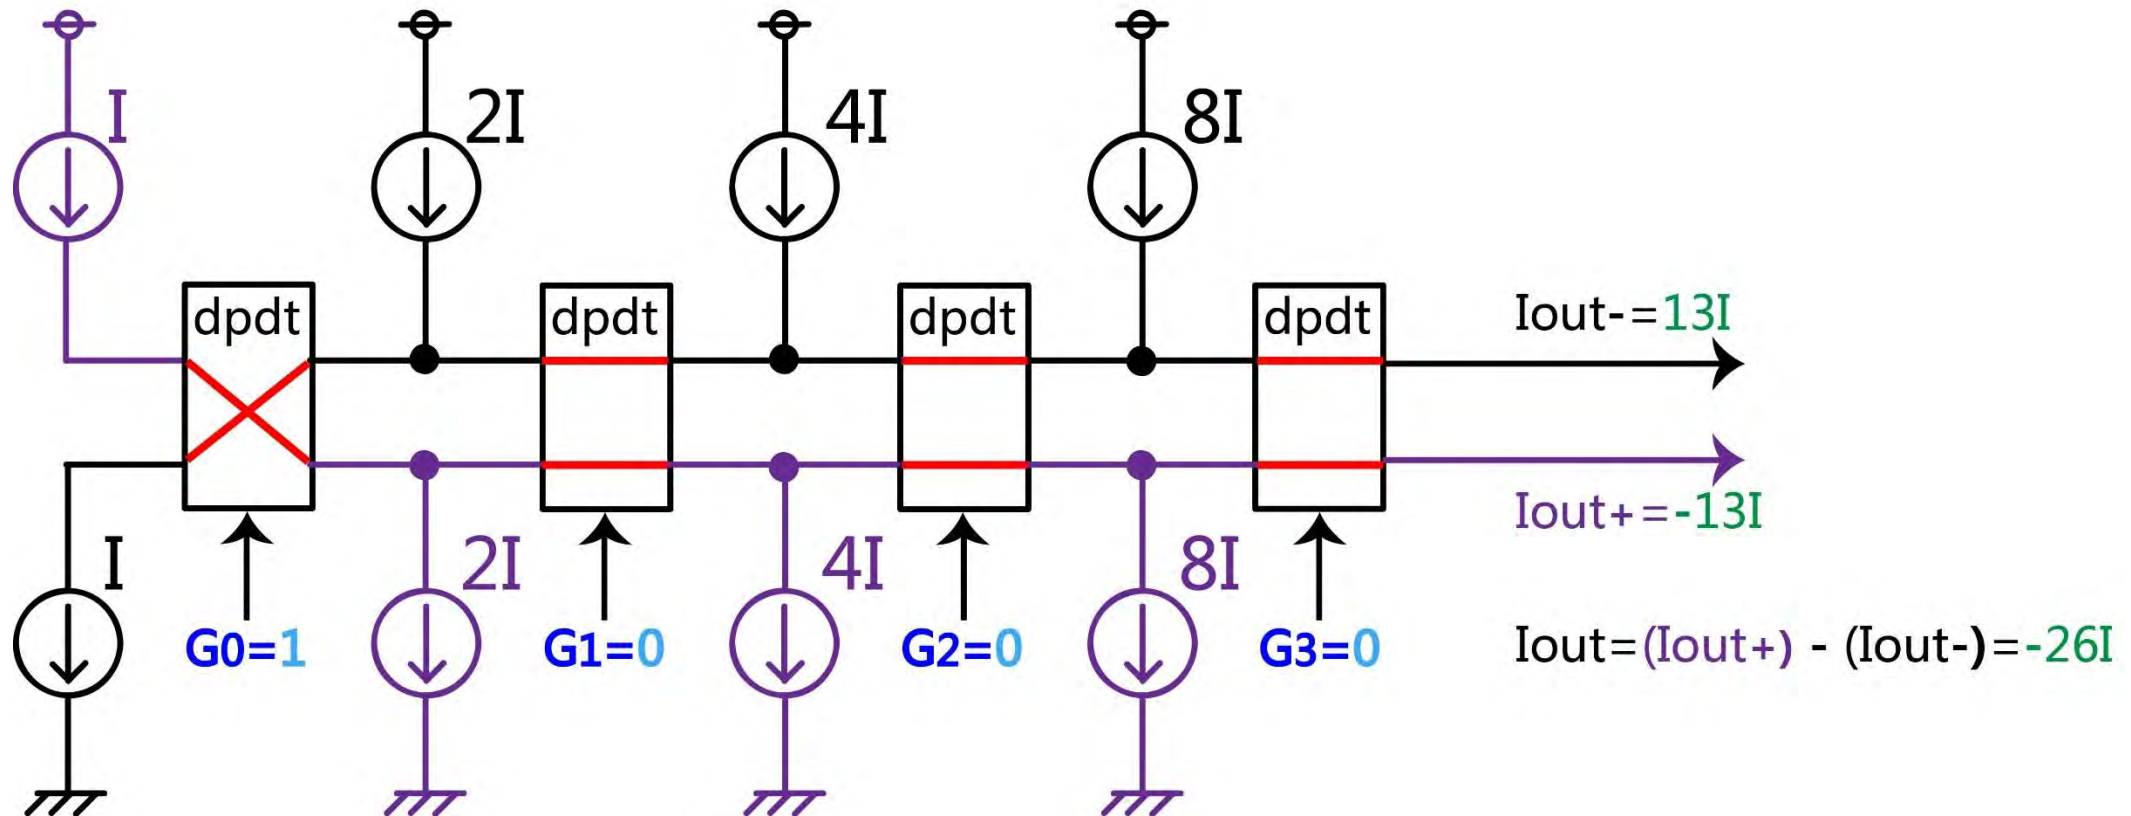 I
2I
4I
8I
dpdt
dpdt
dpdt
dpdt
Iout-=13I
Iout+=-13I
I
2I
4I
8I
G0=1
G1=0
G2=0
G3=0
Iout=(Iout+) - (Iout-)=-26I